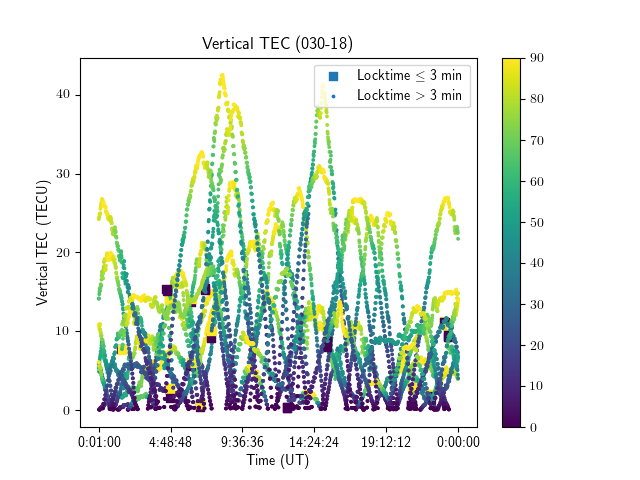 Vertical TEC (030-18)
Locktime ≤ 3 min
Locktime > 3 min
Vertical TEC (TECU)
40
30
20
10
0
0:01:00 4:48:48 9:36:36 14:24:24 19:12:12 0:00:00
Time (UT)
90
80
70
60
50
40
30
20
10
0